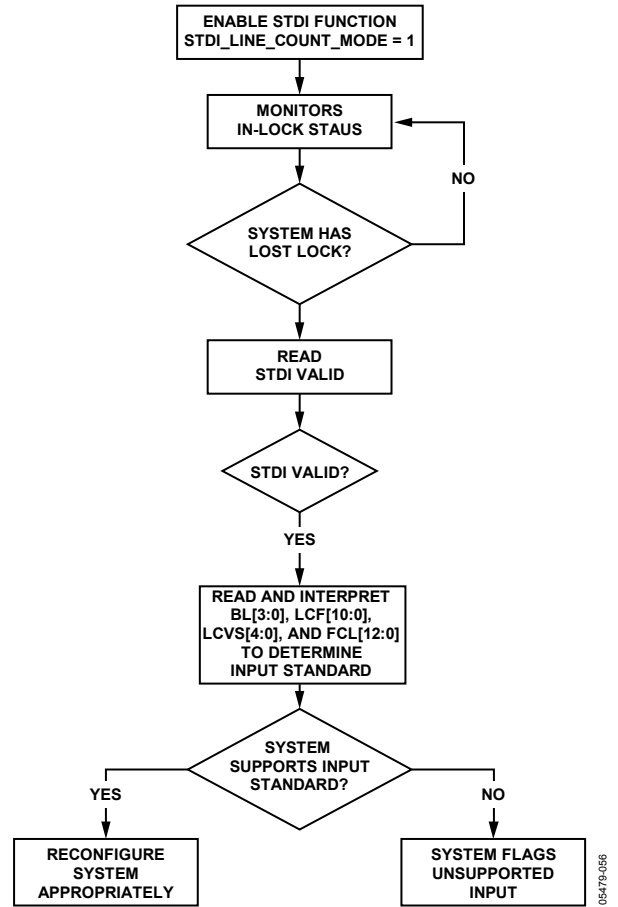 ENABLE STDI FUNCTION
STDI_LINE_COUNT_MODE = 1
MONITORS
IN-LOCK STAUS
NO
SYSTEM HAS
LOST LOCK?
READ
STDI VALID
STDI VALID?
YES
READ AND INTERPRET
BL[3:0], LCF[10:0],
LCVS[4:0], AND FCL[12:0]
TO DETERMINE
INPUT STANDARD
SYSTEM
SUPPORTS INPUT
STANDARD?
YES
NO
RECONFIGURE
SYSTEM
APPROPRIATELY
SYSTEM FLAGS
UNSUPPORTED
INPUT
05479-056